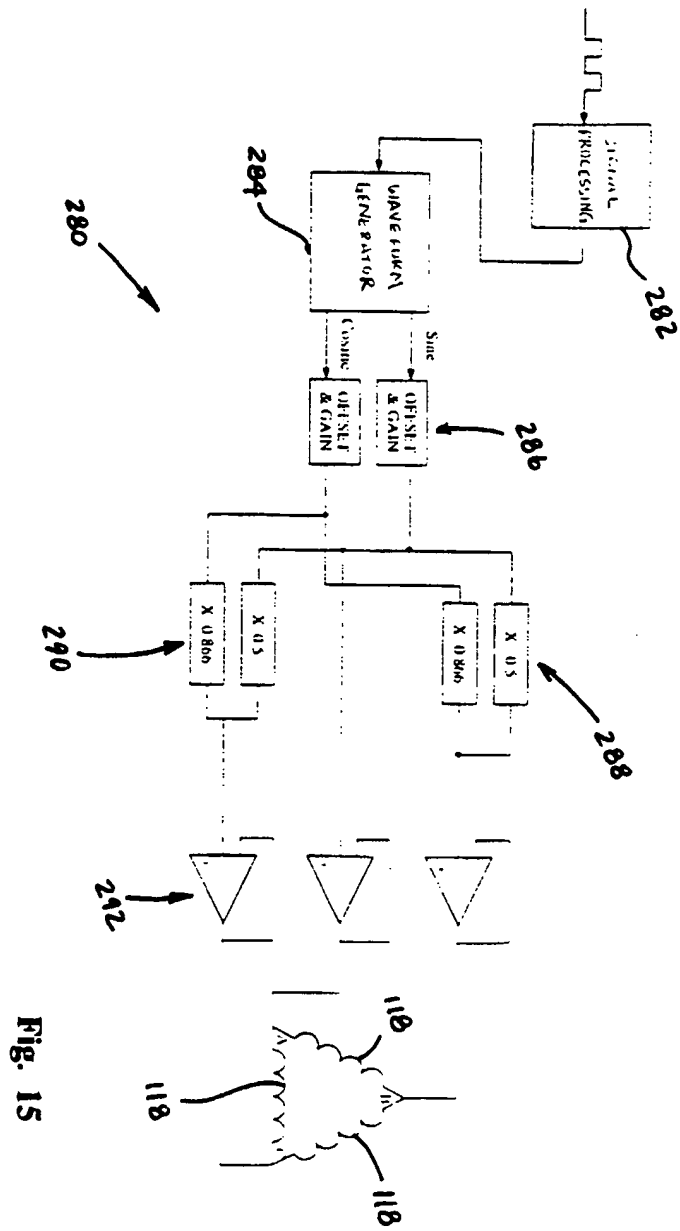 SIGNAL
PROCESSING
282
WAVEFORM
GENERATOR
284
280
Sine
Cosine
OFFSET
& GAIN
OFFSET
& GAIN
286
X 0.5
X 0.866
288
X 0.5
X 0.866
290
292
118
118
118
Fig. 15